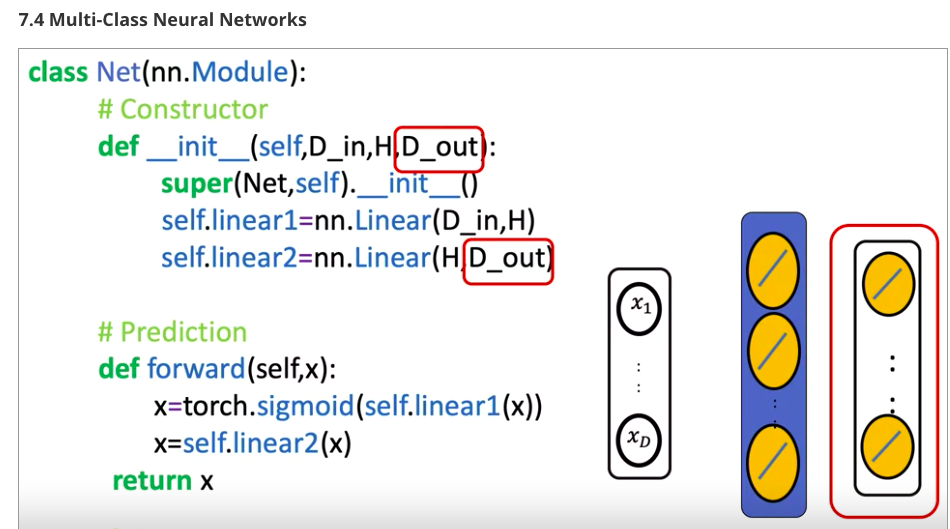 7.4 Multi-Class Neural Networks
class Net(nn.Module):
# Constructor
def __init__(self,D_in,H,D_out):
super(Net,self).__init__()
self.linear1=nn.Linear(D_in,H)
self.linear2=nn.Linear(H,D_out)
# Prediction
def forward(self,x):
x=torch.sigmoid(self.linear1(x))
x=self.linear2(x)
return x
x₁
x_D